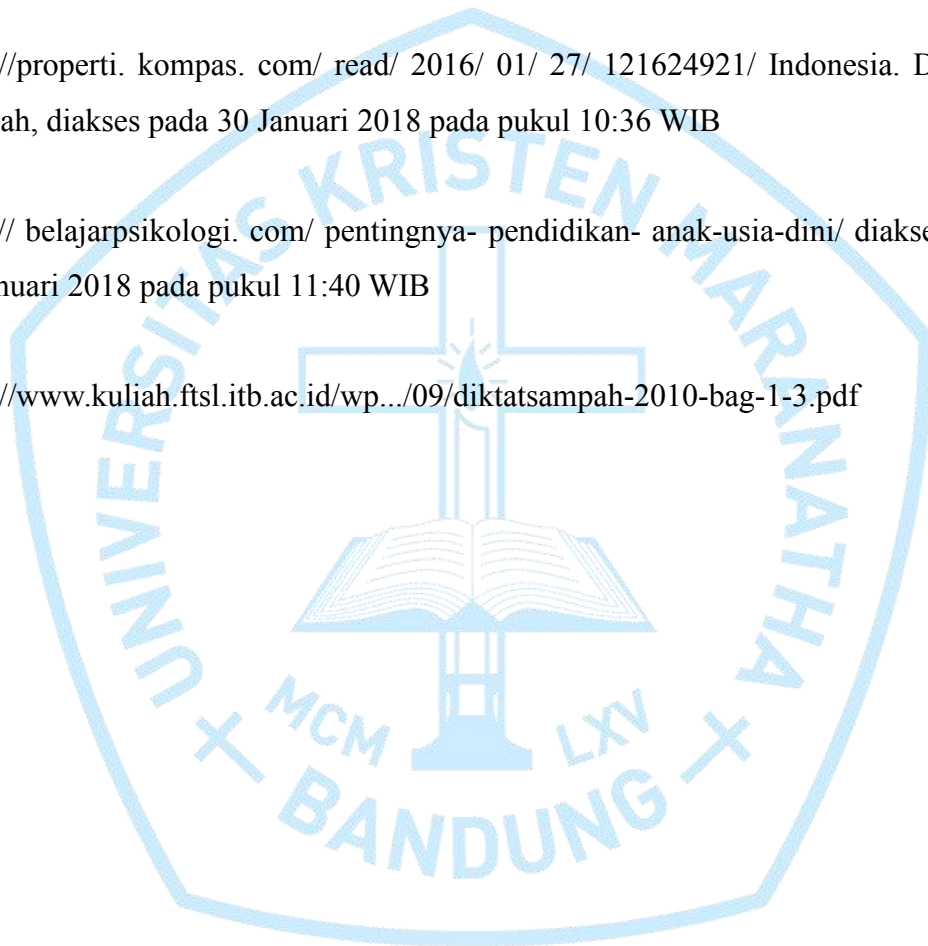 //properti. kompas. com/ read/ 2016/ 01/ 27/ 121624921/ Indonesia. D
ah, diakses pada 30 Januari 2018 pada pukul 10:36 WIB
// belajarpsikologi. com/ pentingnya- pendidikan- anak-usia-dini/ diakse
nuari 2018 pada pukul 11:40 WIB
//www.kuliah.ftsl.itb.ac.id/wp.../09/diktatsampah-2010-bag-1-3.pdf
UNIVERSITAS KRISTEN MARANATHA
MCM LXV
BANDUNG